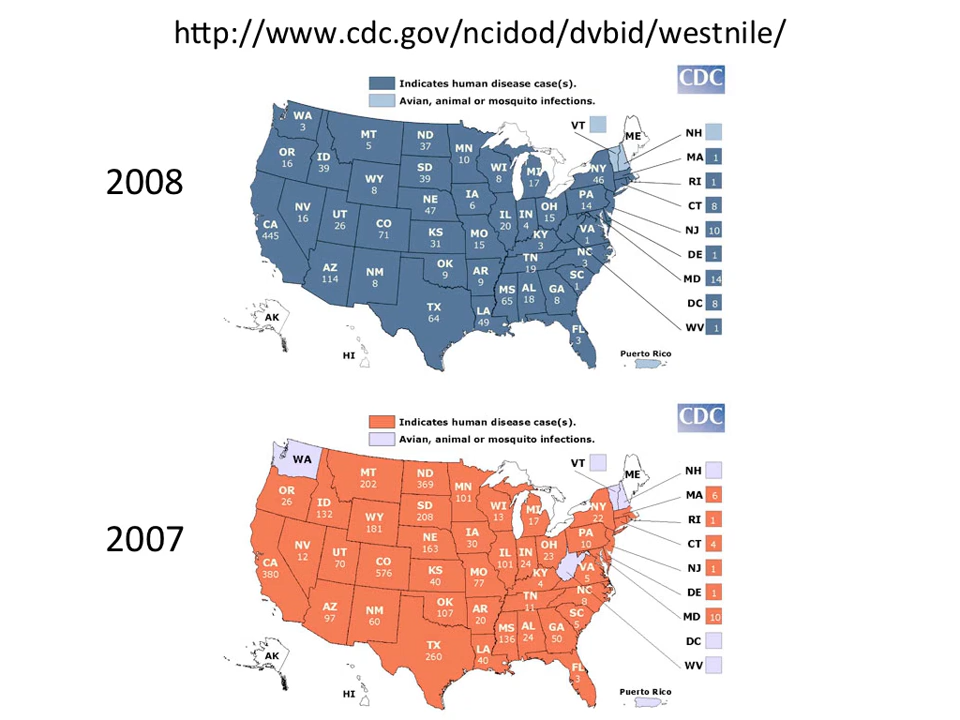 http://www.cdc.gov/ncidod/dvbid/westnile/
2008
Indicates human disease case(s).
Avian, animal or mosquito infections.
CDC
WA
3
OR
16
ID
39
MT
5
ND
37
MN
10
SD
39
WY
8
WI
8
MI
17
NY
46
VT
ME
NH
MA 1
RI 1
CT 8
NJ 10
DE 1
MD 14
DC 8
WV 1
CA
445
NV
16
UT
26
CO
71
NE
47
IA
6
IL
20
IN
4
OH
15
PA
14
KS
31
MO
15
KY
3
VA
1
AZ
114
NM
8
OK
9
AR
9
TN
19
NC
3
SC
1
TX
64
LA
49
MS
65
AL
18
GA
8
FL
3
AK
HI
Puerto Rico
2007
Indicates human disease case(s).
Avian, animal or mosquito infections.
CDC
WA
OR
26
ID
132
MT
202
ND
369
MN
101
SD
208
WY
181
WI
13
MI
17
NY
22
VT
ME
NH
MA 6
RI 1
CT 4
NJ 1
DE 1
MD 10
DC
WV
CA
380
NV
12
UT
70
CO
576
NE
163
IA
30
IL
101
IN
24
OH
23
PA
10
KS
40
MO
77
KY
4
VA
5
AZ
97
NM
60
OK
107
AR
20
TN
11
NC
8
SC
5
TX
260
LA
40
MS
136
AL
24
GA
50
FL
3
AK
HI
Puerto Rico